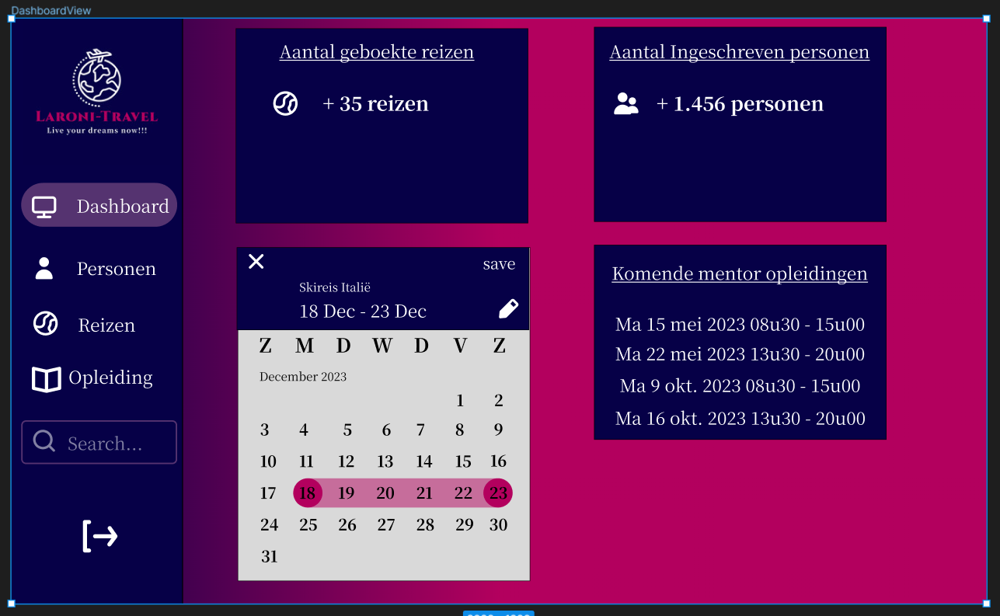 DashboardView
LARONI-TRAVEL
Live your dreams now!!!
Dashboard
Personen
Reizen
Opleiding
Search...
Aantal geboekte reizen
+ 35 reizen
Aantal Ingeschreven personen
+ 1.456 personen
save
Skireis Italië
18 Dec - 23 Dec
Z M D W D V Z
December 2023
1 2
3 4 5 6 7 8 9
10 11 12 13 14 15 16
17 18 19 20 21 22 23
24 25 26 27 28 29 30
31
Komende mentor opleidingen
Ma 15 mei 2023 08u30 - 15u00
Ma 22 mei 2023 13u30 - 20u00
Ma 9 okt. 2023 08u30 - 15u00
Ma 16 okt. 2023 13u30 - 20u00